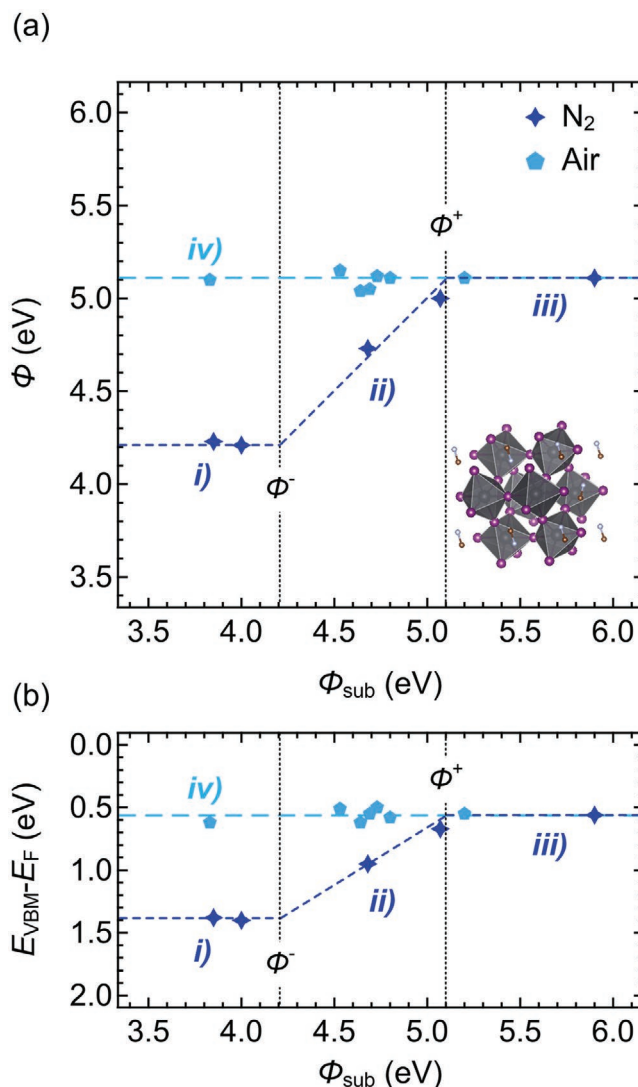 (a)
6.0
5.5
5.0
4.5
4.0
3.5
Φ (eV)
N2
Air
Φ+
iv)
iii)
ii)
i)
Φ-
3.5 4.0 4.5 5.0 5.5 6.0
Φsub (eV)
(b)
0.0
0.5
1.0
1.5
2.0
EVBM-EF (eV)
Φ+
iv)
iii)
ii)
i)
Φ-
3.5 4.0 4.5 5.0 5.5 6.0
Φsub (eV)